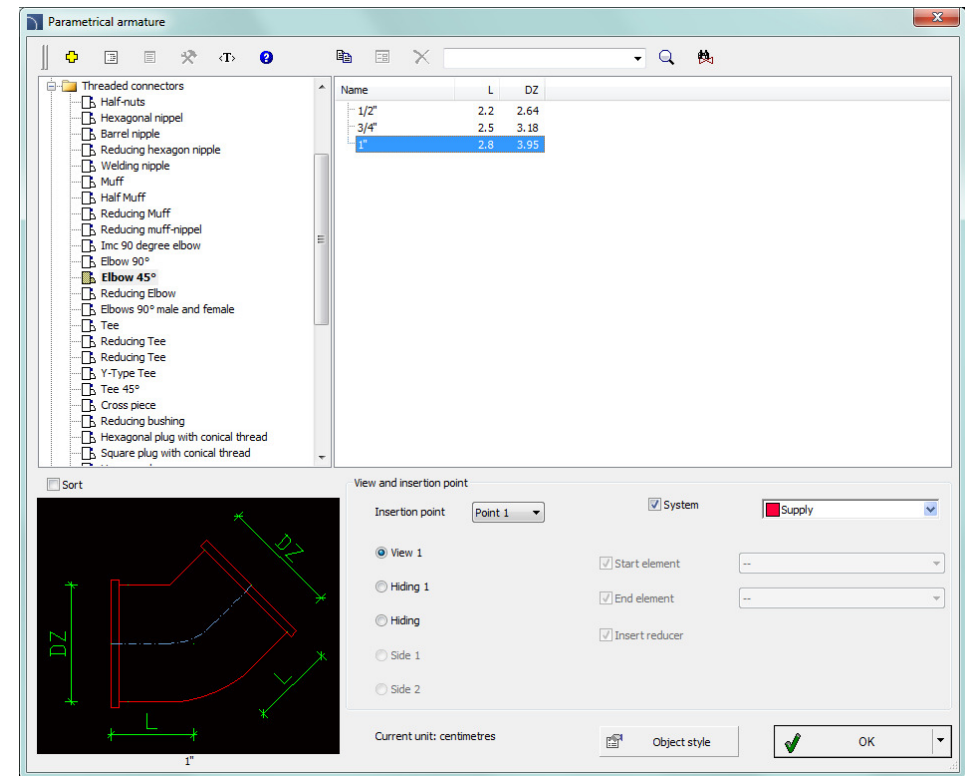 Parametrical armature
‹T›
Threaded connectors
Half-nuts
Hexagonal nippel
Barrel nipple
Reducing hexagon nipple
Welding nipple
Muff
Half Muff
Reducing Muff
Reducing muff-nippel
Imc 90 degree elbow
Elbow 90°
Elbow 45°
Reducing Elbow
Elbows 90° male and female
Tee
Reducing Tee
Reducing Tee
Y-Type Tee
Tee 45°
Cross piece
Reducing bushing
Hexagonal plug with conical thread
Square plug with conical thread
Name L DZ
1/2" 2.2 2.64
3/4" 2.5 3.18
1" 2.8 3.95
Sort
DZ
DZ
L
L
1"
View and insertion point
Insertion point Point 1
System Supply
View 1
Hiding 1
Hiding
Side 1
Side 2
Start element --
End element --
Insert reducer
Current unit: centimetres
Object style
OK